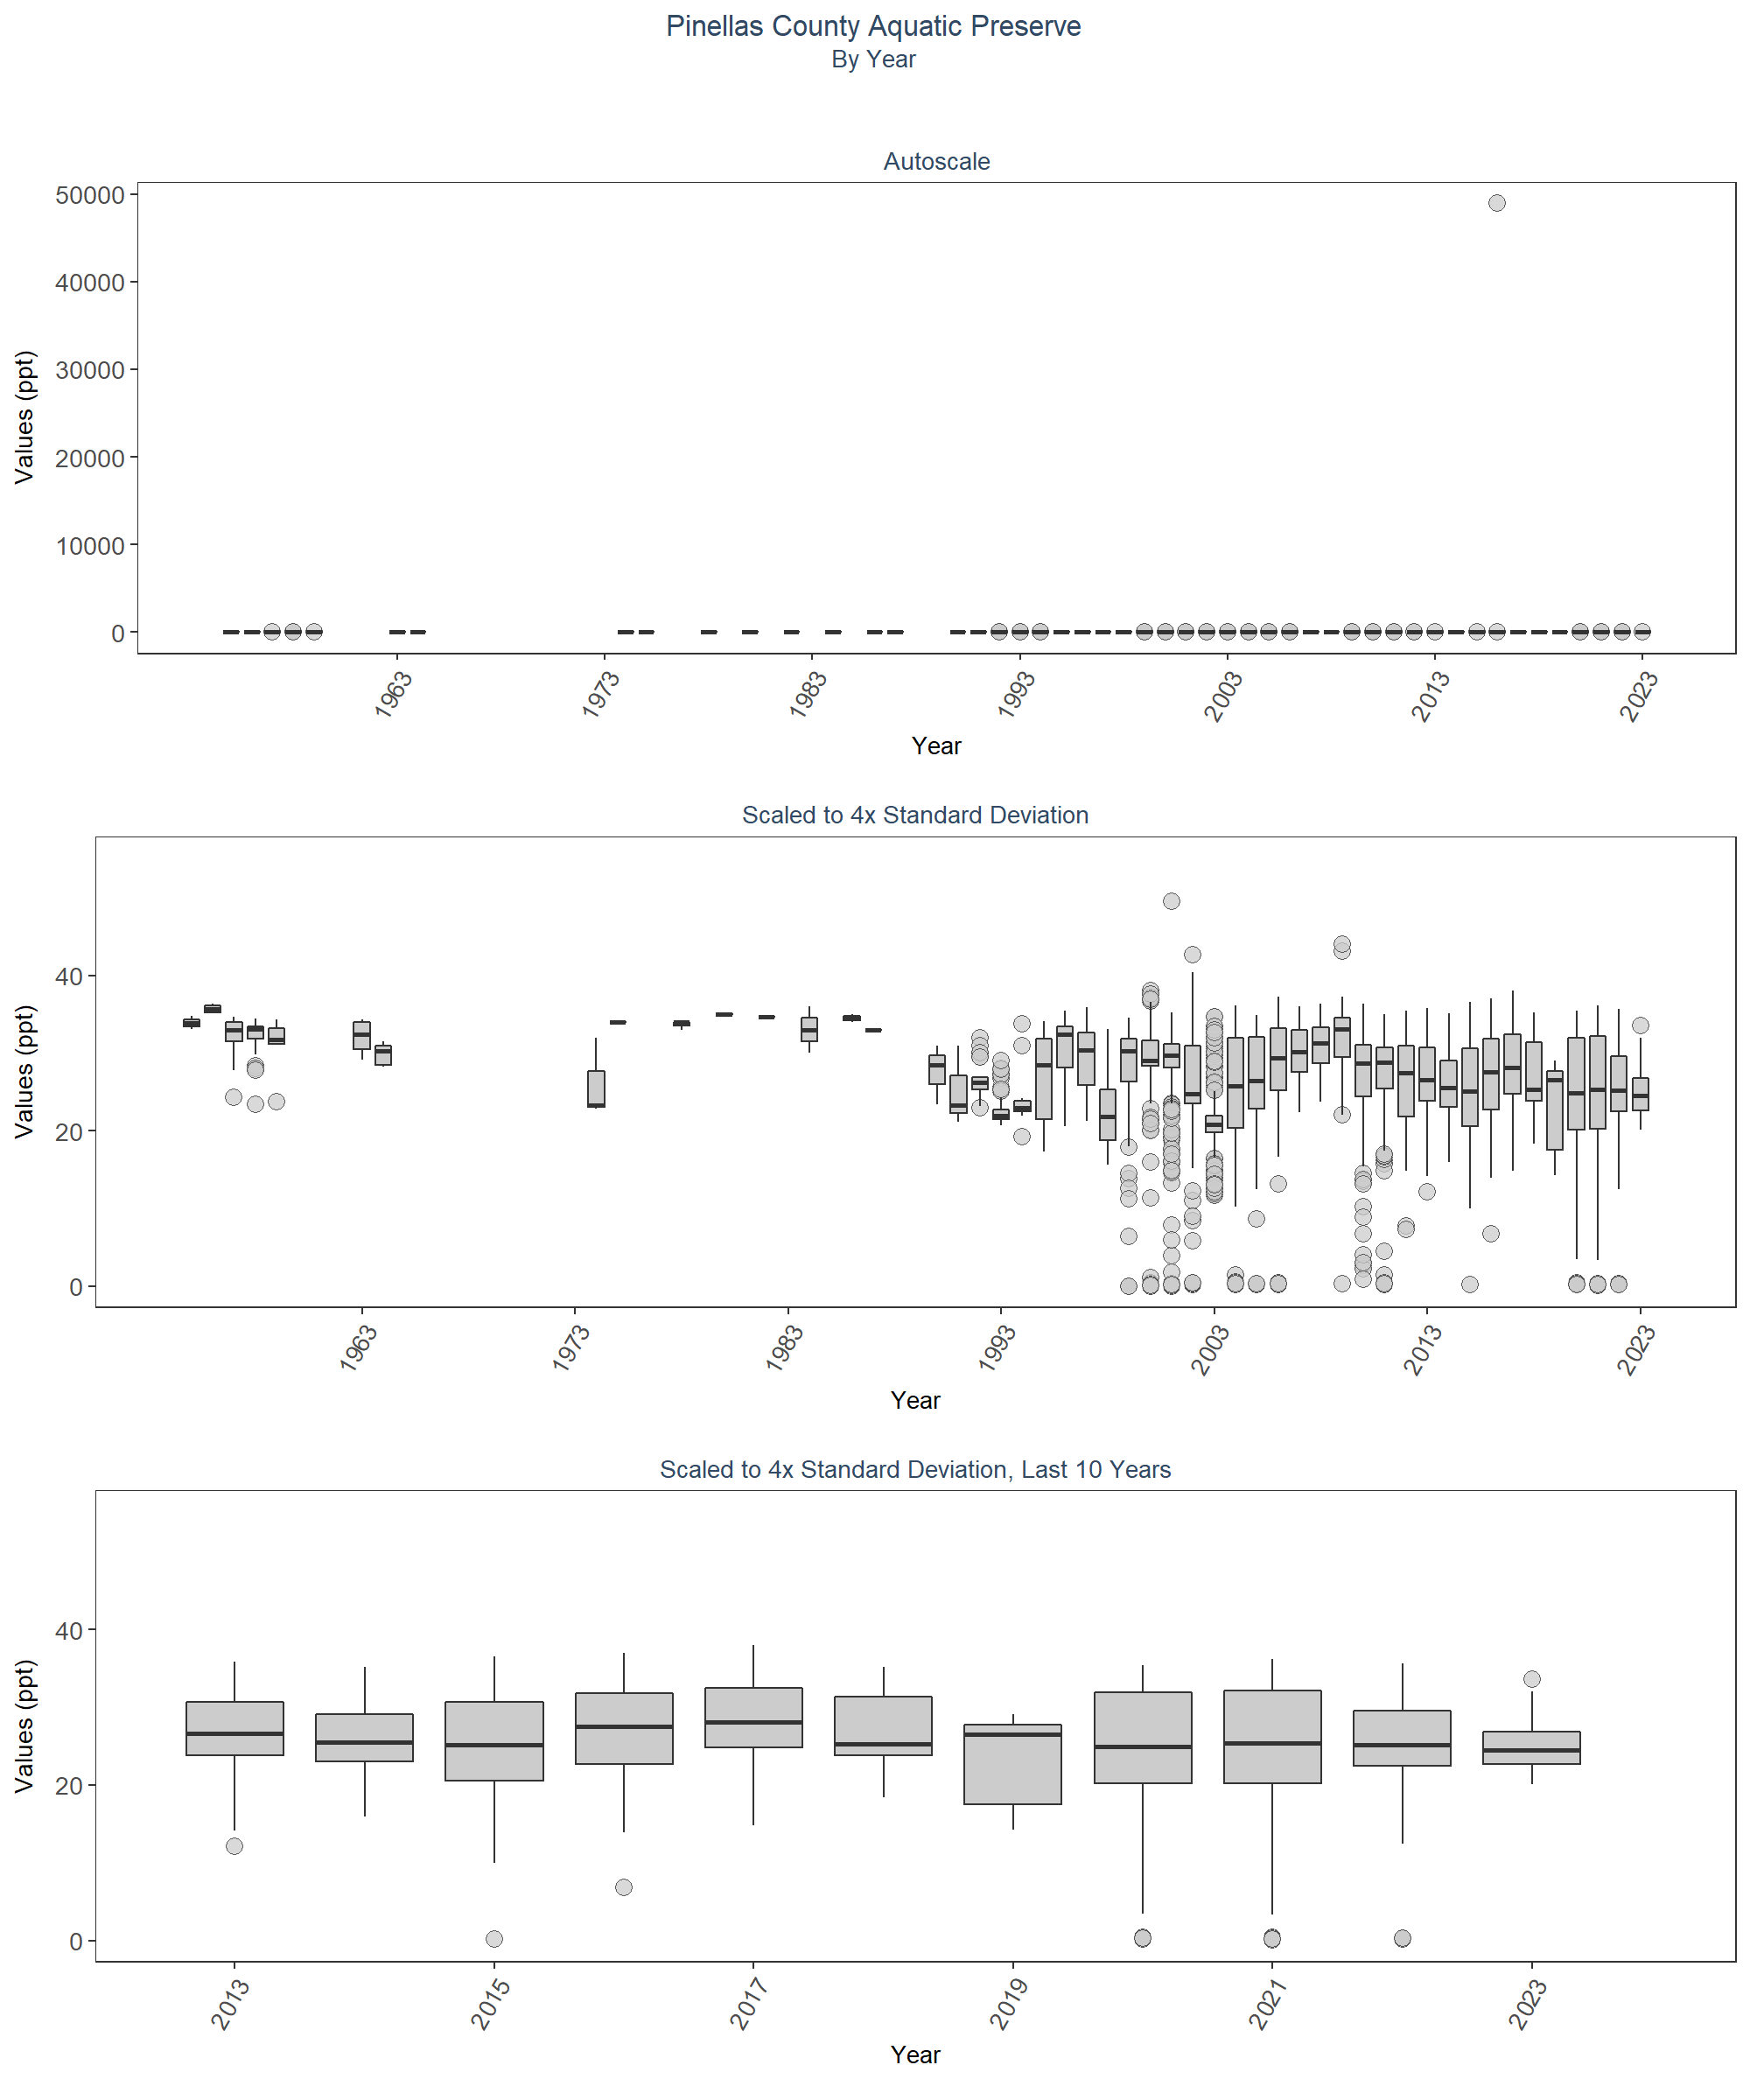 Pinellas County Aquatic Preserve
By Year
Autoscale
50000
40000
30000
20000
10000
0
Values (ppt)
1963 1973 1983 1993 2003 2013 2023
Year
Scaled to 4x Standard Deviation
40
20
0
Values (ppt)
1963 1973 1983 1993 2003 2013 2023
Year
Scaled to 4x Standard Deviation, Last 10 Years
40
20
0
Values (ppt)
2013 2015 2017 2019 2021 2023
Year